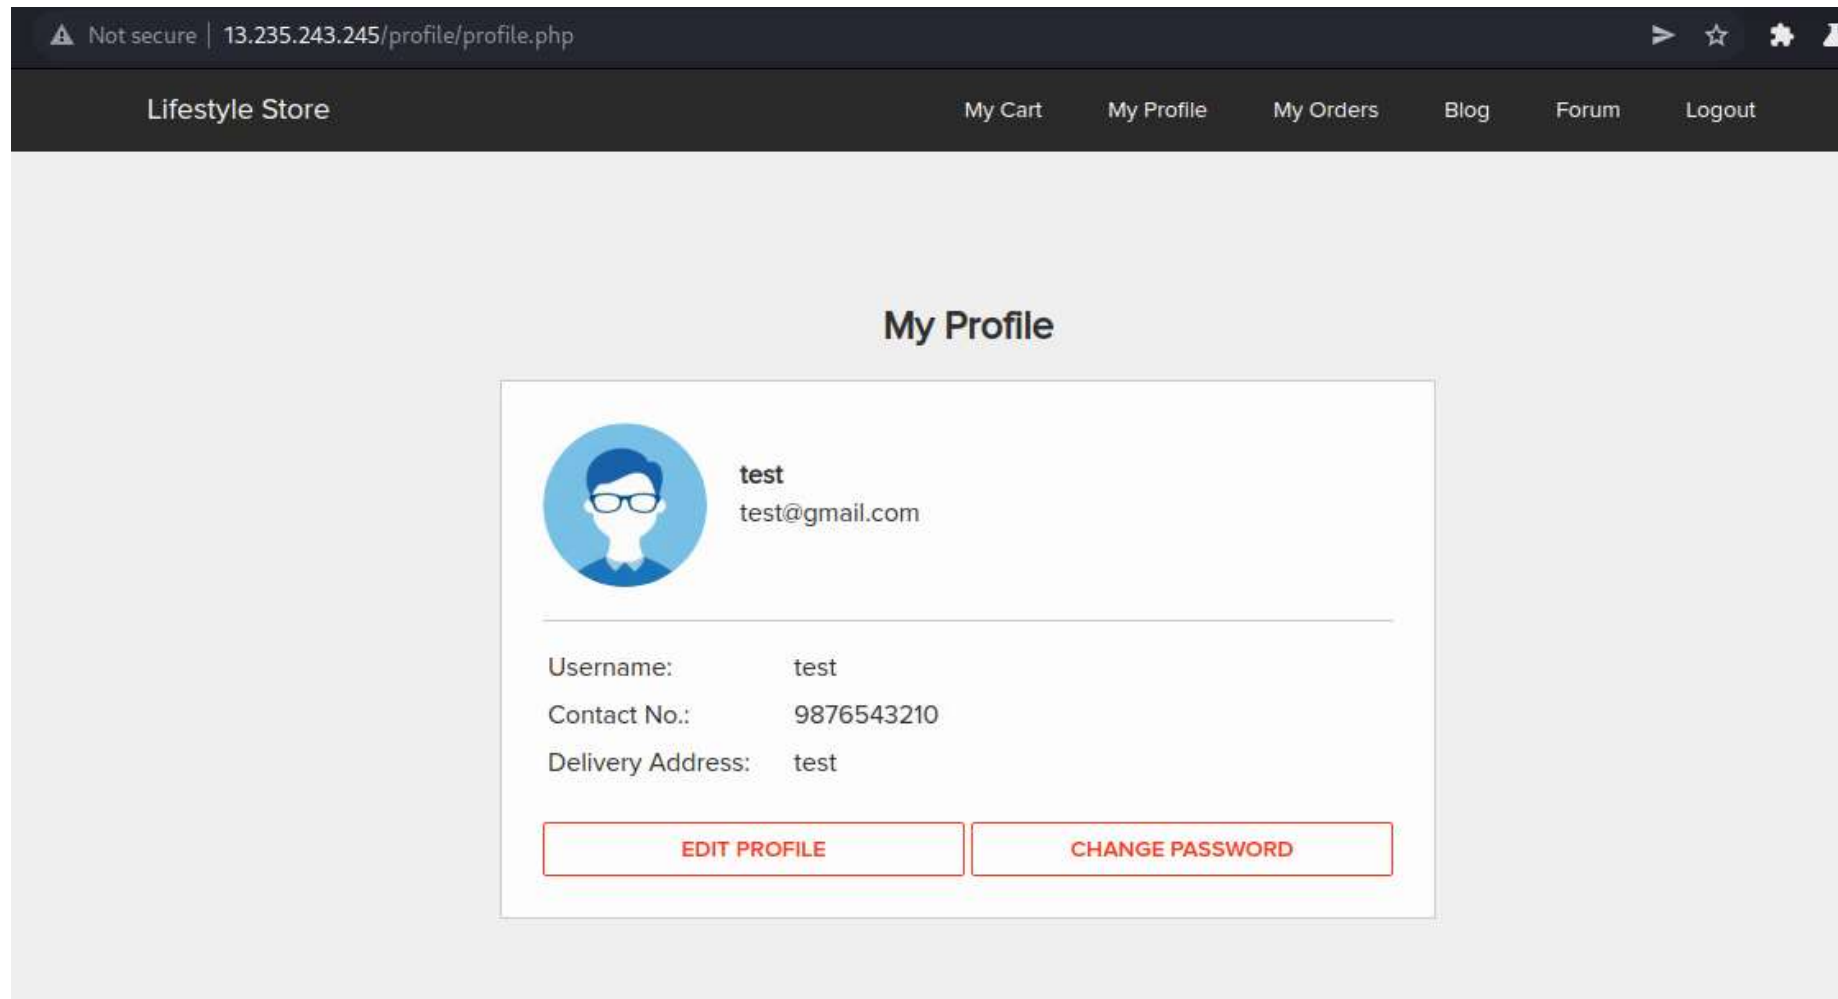 Not secure | 13.235.243.245/profile/profile.php
Lifestyle Store My Cart My Profile My Orders Blog Forum Logout
My Profile
test
test@gmail.com
Username: test
Contact No.: 9876543210
Delivery Address: test
EDIT PROFILE CHANGE PASSWORD